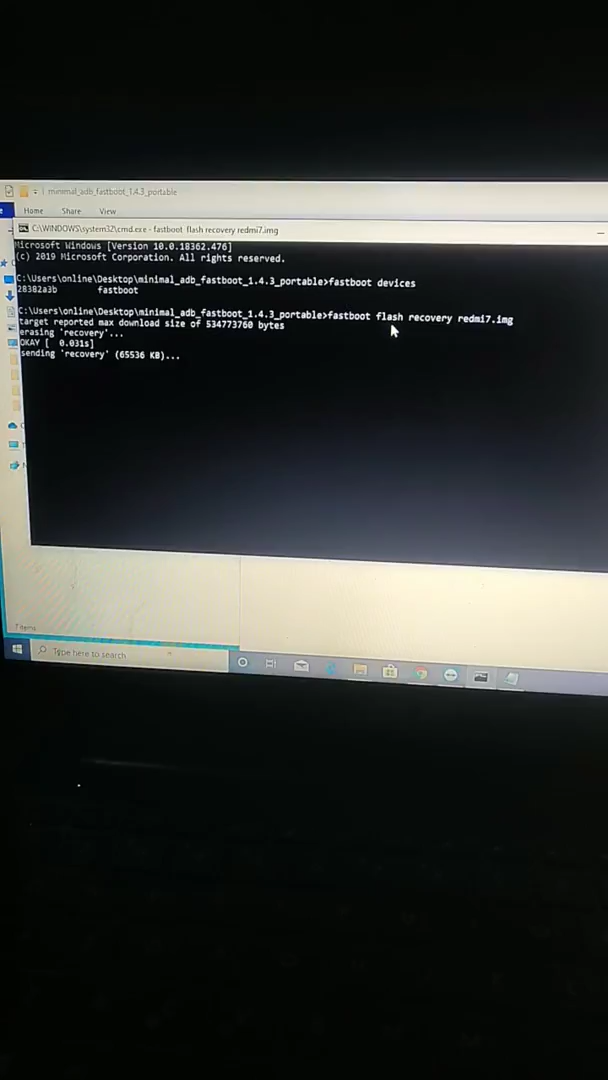 minimal_adb_fastboot_1.4.3_portable
Home Share View
C:\WINDOWS\system32\cmd.exe - fastboot flash recovery redmi7.img
Microsoft Windows [Version 10.0.18362.476]
(c) 2019 Microsoft Corporation. All rights reserved.
C:\Users\online\Desktop\minimal_adb_fastboot_1.4.3_portable>fastboot devices
28382a3b fastboot
C:\Users\online\Desktop\minimal_adb_fastboot_1.4.3_portable>fastboot flash recovery redmi7.img
target reported max download size of 534773760 bytes
erasing 'recovery'...
OKAY [ 0.031s]
sending 'recovery' (65536 KB)...
7 items
Type here to search